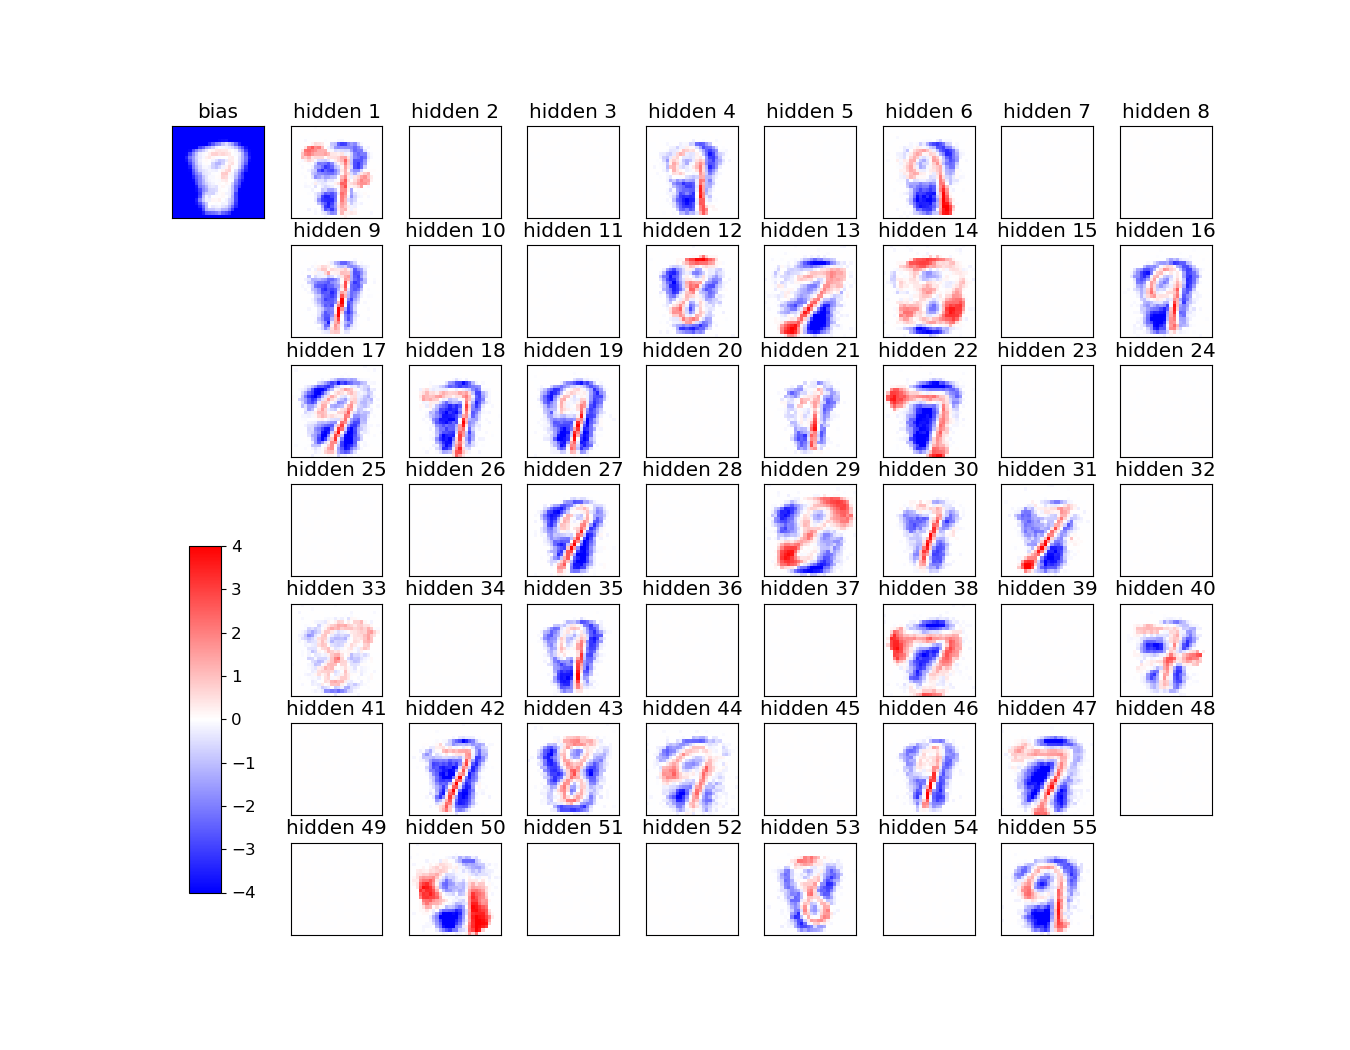 bias hidden 1 hidden 2 hidden 3 hidden 4 hidden 5 hidden 6 hidden 7 hidden 8
hidden 9 hidden 10 hidden 11 hidden 12 hidden 13 hidden 14 hidden 15 hidden 16
hidden 17 hidden 18 hidden 19 hidden 20 hidden 21 hidden 22 hidden 23 hidden 24
hidden 25 hidden 26 hidden 27 hidden 28 hidden 29 hidden 30 hidden 31 hidden 32
hidden 33 hidden 34 hidden 35 hidden 36 hidden 37 hidden 38 hidden 39 hidden 40
hidden 41 hidden 42 hidden 43 hidden 44 hidden 45 hidden 46 hidden 47 hidden 48
hidden 49 hidden 50 hidden 51 hidden 52 hidden 53 hidden 54 hidden 55
4
3
2
1
0
−1
−2
−3
−4